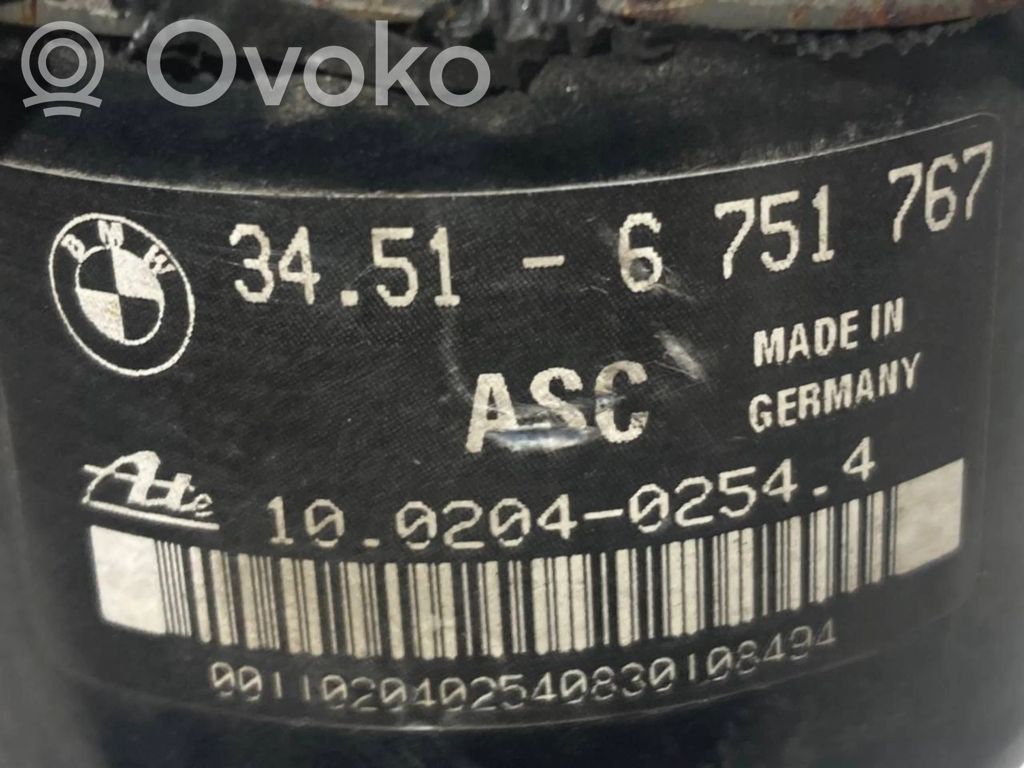 Ovoko
BMW
34.51 - 6 751 767
ASC
MADE IN
GERMANY
Ate
10.0204-0254.4
0011020402540830108494